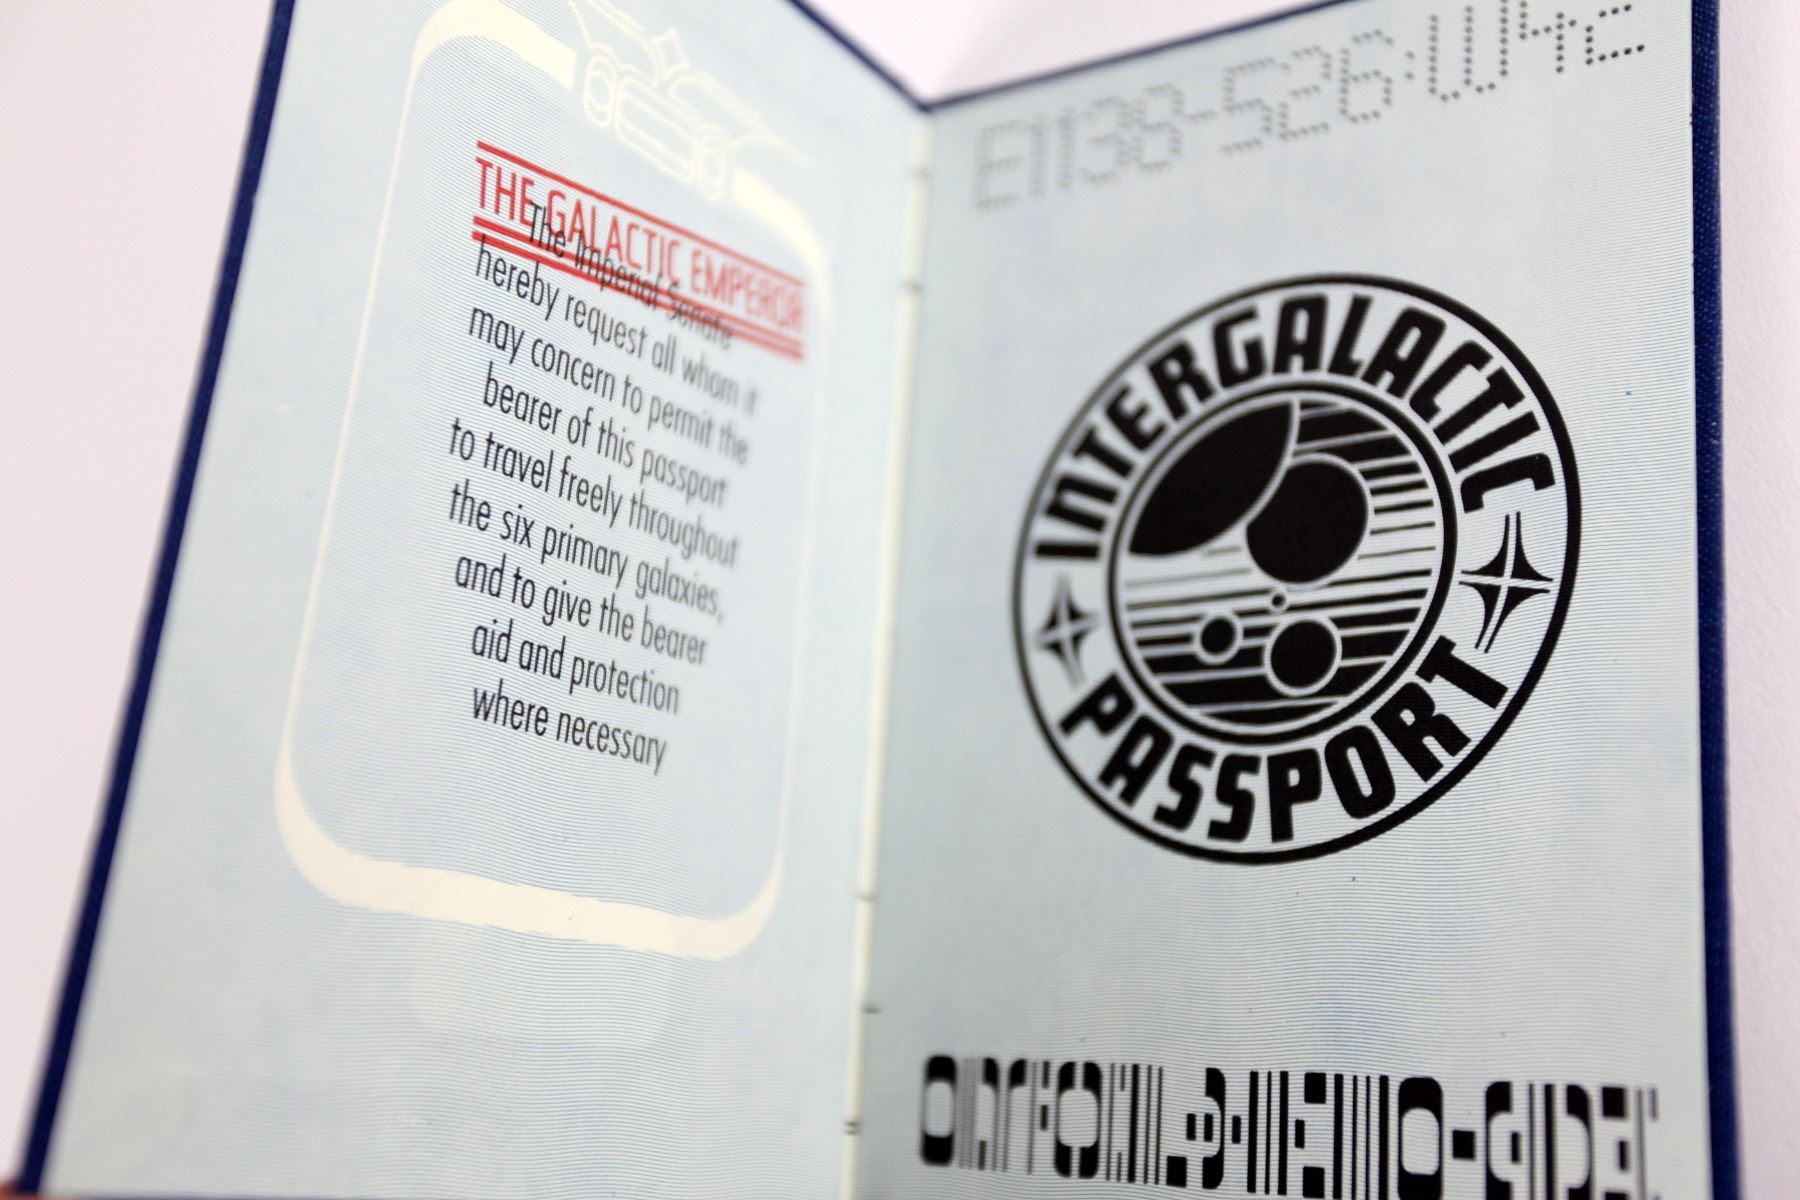 THE GALACTIC EMPEROR
The Imperial Senate
hereby request all whom it
may concern to permit the
bearer of this passport
to travel freely throughout
the six primary galaxies,
and to give the bearer
aid and protection
where necessary
INTERGALACTIC
PASSPORT